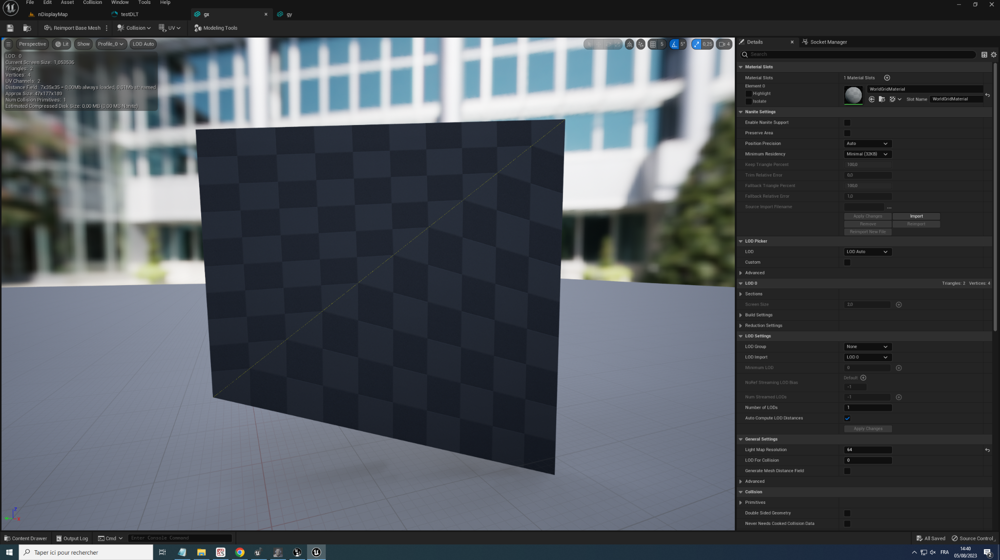 File Edit Asset Collision Window Tools Help
nDisplayMap testDLT gx gy
Reimport Base Mesh Collision UV Modeling Tools
Perspective Lit Show Profile_0 LOD Auto 5 5° 0,25 4
LOD: 0
Current Screen Size: 1,053536
Triangles: 2
Vertices: 4
UV Channels: 2
Distance Field: 7x35x35 = 0,00Mb always loaded, 0,01Mb streamed
Approx Size: 47x177x189
Num Collision Primitives: 1
Estimated Compressed Disk Size: 0,00 MB (0,00 MB Nanite)
Z
Y X
Details Socket Manager
Search
Material Slots
Material Slots 1 Material Slots
Element 0
Highlight
Isolate
WorldGridMaterial
Slot Name WorldGridMaterial
Nanite Settings
Enable Nanite Support
Preserve Area
Position Precision Auto
Minimum Residency Minimal (32KB)
Keep Triangle Percent 100,0
Trim Relative Error 0,0
Fallback Triangle Percent 100,0
Fallback Relative Error 1,0
Source Import Filename ...
Apply Changes Import
Remove Reimport
Reimport New File
LOD Picker
LOD LOD Auto
Custom
Advanced
LOD 0 Triangles: 2 Vertices: 4
Sections
Screen Size 2,0
Build Settings
Reduction Settings
LOD Settings
LOD Group None
LOD Import LOD 0
Minimum LOD 0
Default
NoRef Streaming LOD Bias
-1
Num Streamed LODs -1
Number of LODs 1
Auto Compute LOD Distances
Apply Changes
General Settings
Light Map Resolution 64
LOD For Collision 0
Generate Mesh Distance Field
Advanced
Collision
Primitives
Double Sided Geometry
Never Needs Cooked Collision Data
Content Drawer Output Log Cmd Enter Console Command All Saved Source Control
Taper ici pour rechercher
FRA
14:40
05/08/2023
2